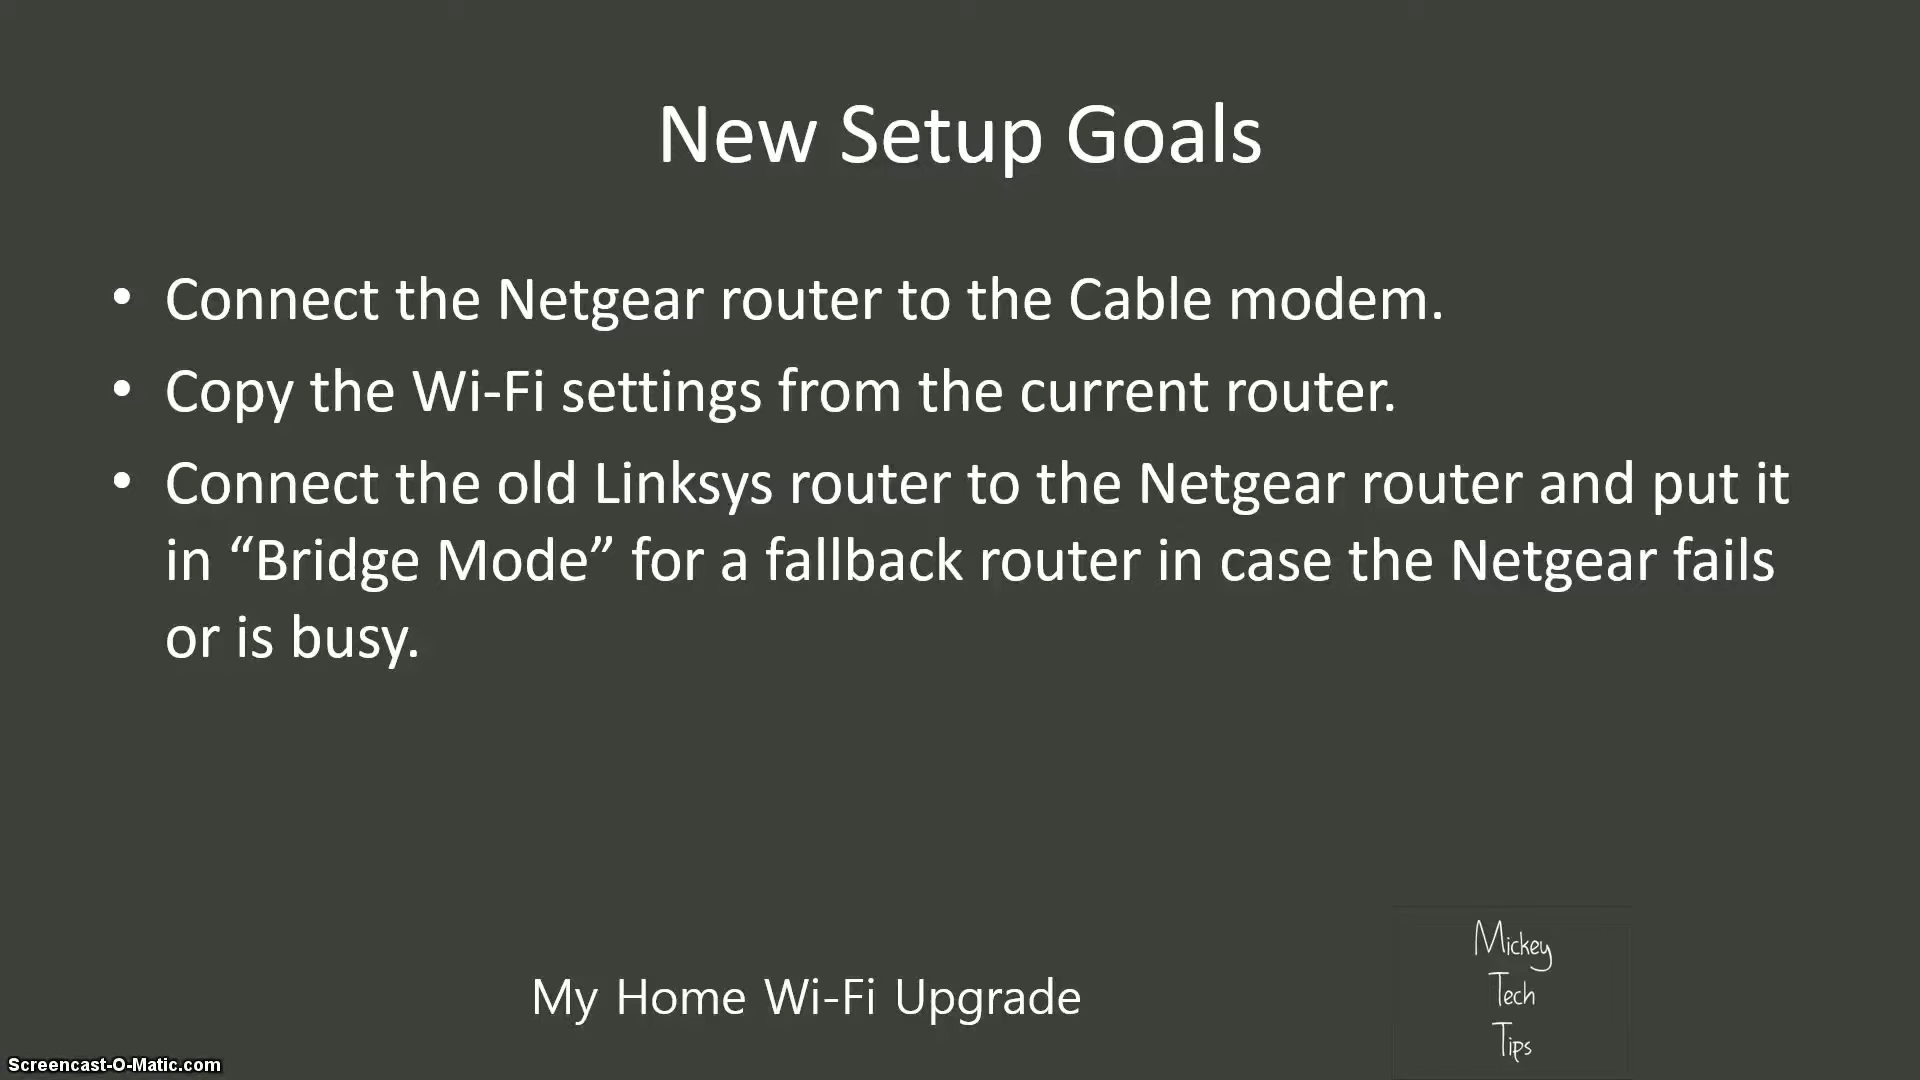 New Setup Goals
• Connect the Netgear router to the Cable modem.
• Copy the Wi-Fi settings from the current router.
• Connect the old Linksys router to the Netgear router and put it
in “Bridge Mode” for a fallback router in case the Netgear fails
or is busy.
My Home Wi-Fi Upgrade
Mickey
Tech
Tips
Screencast-O-Matic.com